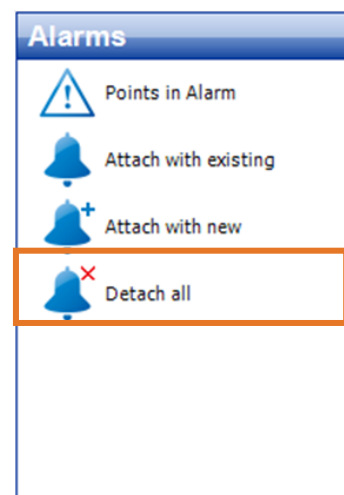 Alarms
Points in Alarm
Attach with existing
Attach with new
Detach all